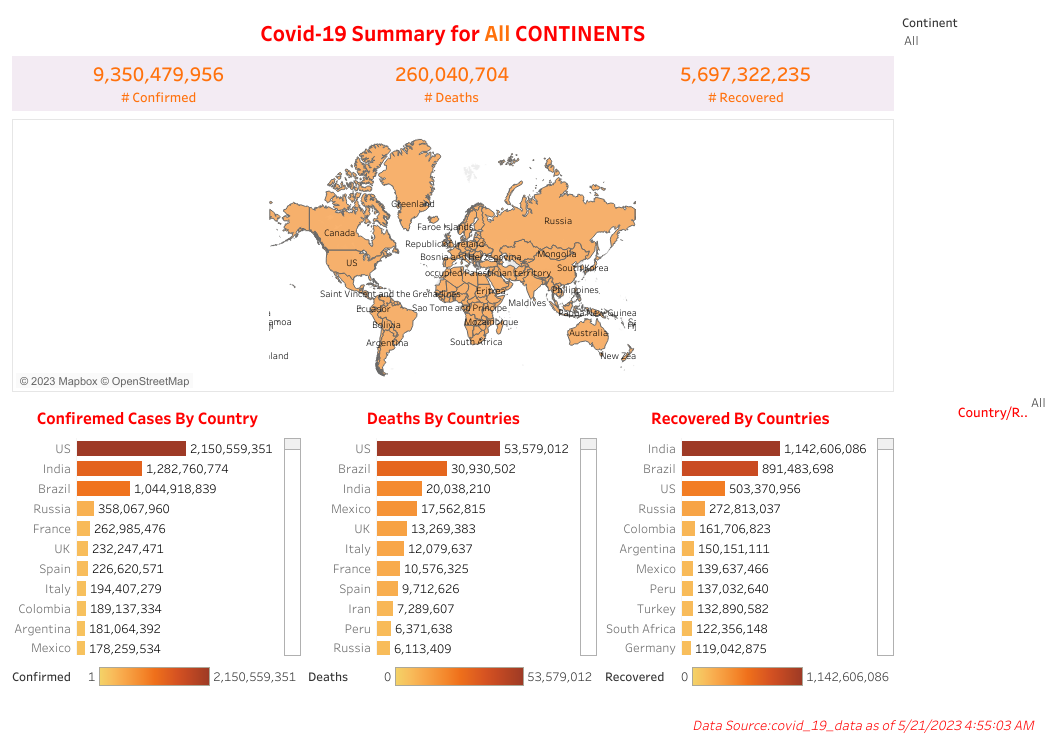 Covid-19 Summary for All CONTINENTS
Continent
All
9,350,479,956
# Confirmed
260,040,704
# Deaths
5,697,322,235
# Recovered
Greenland
Faroe Islands
Russia
Canada
Republic of Ireland
Bosnia and Herzegovina
Mongolia
US
South Korea
occupied Palestinian territory
Saint Vincent and the Grenadines
Eritrea
Philippines
Maldives
Ecuador
Sao Tome and Principe
Papua New Guinea
amoa
Bolivia
Mozambique
Australia
Argentina
South Africa
land
New Zea
© 2023 Mapbox © OpenStreetMap
All
Country/R..
Confiremed Cases By Country
US 2,150,559,351
India 1,282,760,774
Brazil 1,044,918,839
Russia 358,067,960
France 262,985,476
UK 232,247,471
Spain 226,620,571
Italy 194,407,279
Colombia 189,137,334
Argentina 181,064,392
Mexico 178,259,534
Confirmed 1 2,150,559,351
Deaths By Countries
US 53,579,012
Brazil 30,930,502
India 20,038,210
Mexico 17,562,815
UK 13,269,383
Italy 12,079,637
France 10,576,325
Spain 9,712,626
Iran 7,289,607
Peru 6,371,638
Russia 6,113,409
Deaths 0 53,579,012
Recovered By Countries
India 1,142,606,086
Brazil 891,483,698
US 503,370,956
Russia 272,813,037
Colombia 161,706,823
Argentina 150,151,111
Mexico 139,637,466
Peru 137,032,640
Turkey 132,890,582
South Africa 122,356,148
Germany 119,042,875
Recovered 0 1,142,606,086
Data Source:covid_19_data as of 5/21/2023 4:55:03 AM